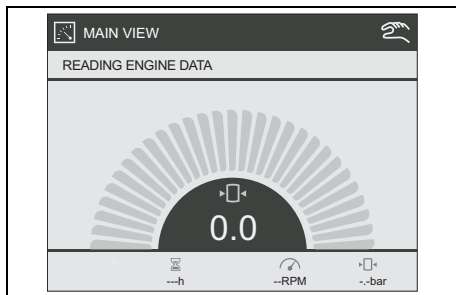 MAIN VIEW
READING ENGINE DATA
0.0
---h
--RPM
-.-bar